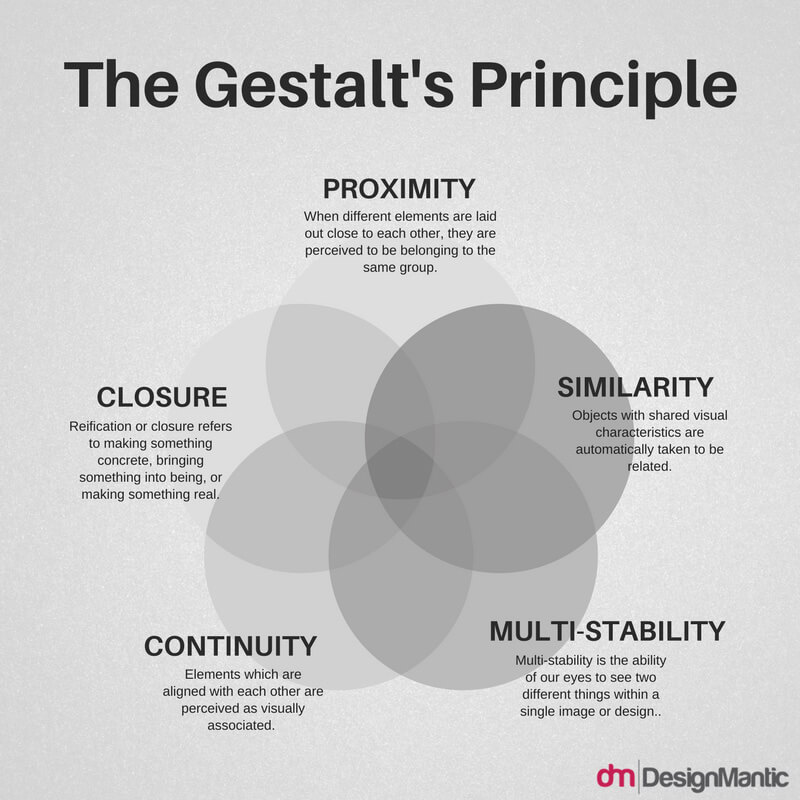 The Gestalt's Principle
PROXIMITY
When different elements are laid
out close to each other, they are
perceived to be belonging to the
same group.
CLOSURE
Reification or closure refers
to making something
concrete, bringing
something into being, or
making something real.
SIMILARITY
Objects with shared visual
characteristics are
automatically taken to be
related.
CONTINUITY
Elements which are
aligned with each other are
perceived as visually
associated.
MULTI-STABILITY
Multi-stability is the ability
of our eyes to see two
different things within a
single image or design..
dm DesignMantic